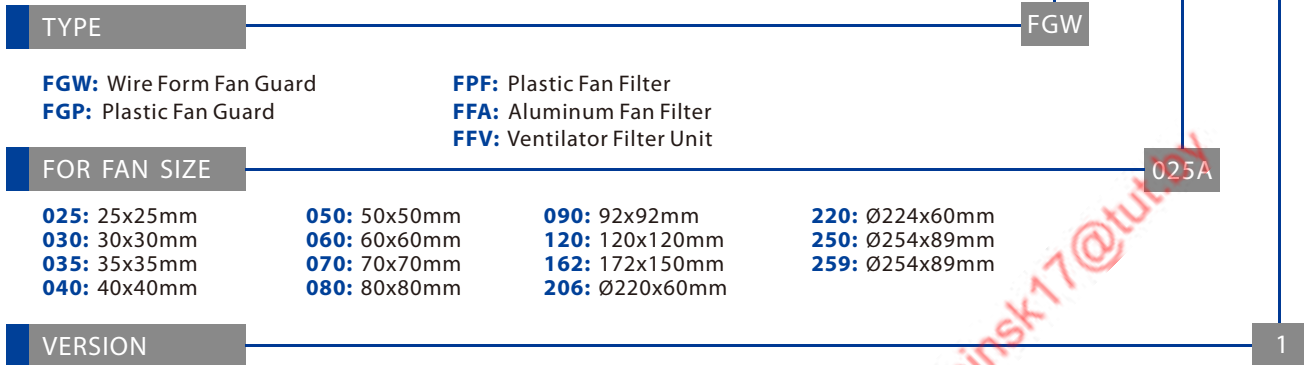 TYPE
FGW
FGW: Wire Form Fan Guard
FGP: Plastic Fan Guard
FPF: Plastic Fan Filter
FFA: Aluminum Fan Filter
FFV: Ventilator Filter Unit
FOR FAN SIZE
025A
025: 25x25mm
030: 30x30mm
035: 35x35mm
040: 40x40mm
050: 50x50mm
060: 60x60mm
070: 70x70mm
080: 80x80mm
090: 92x92mm
120: 120x120mm
162: 172x150mm
206: Ø220x60mm
220: Ø224x60mm
250: Ø254x89mm
259: Ø254x89mm
VERSION
1
insk17@tut.by